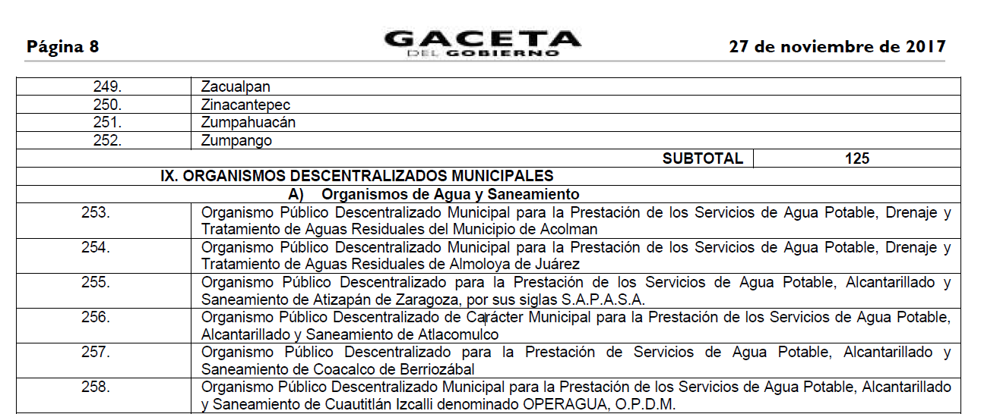 Página 8 GACETA DEL GOBIERNO 27 de noviembre de 2017
249. Zacualpan
250. Zinacantepec
251. Zumpahuacán
252. Zumpango
SUBTOTAL 125
IX. ORGANISMOS DESCENTRALIZADOS MUNICIPALES
A) Organismos de Agua y Saneamiento
253. Organismo Público Descentralizado Municipal para la Prestación de los Servicios de Agua Potable, Drenaje y
Tratamiento de Aguas Residuales del Municipio de Acolman
254. Organismo Público Descentralizado Municipal para la Prestación de los Servicios de Agua Potable, Drenaje y
Tratamiento de Aguas Residuales de Almoloya de Juárez
255. Organismo Público Descentralizado para la Prestación de los Servicios de Agua Potable, Alcantarillado y
Saneamiento de Atizapán de Zaragoza, por sus siglas S.A.P.A.S.A.
256. Organismo Público Descentralizado de Carácter Municipal para la Prestación de los Servicios de Agua Potable,
Alcantarillado y Saneamiento de Atlacomulco
257. Organismo Público Descentralizado para la Prestación de Servicios de Agua Potable, Alcantarillado y
Saneamiento de Coacalco de Berriozábal
258. Organismo Público Descentralizado Municipal para la Prestación de los Servicios de Agua Potable, Alcantarillado
y Saneamiento de Cuautitlán Izcalli denominado OPERAGUA, O.P.D.M.